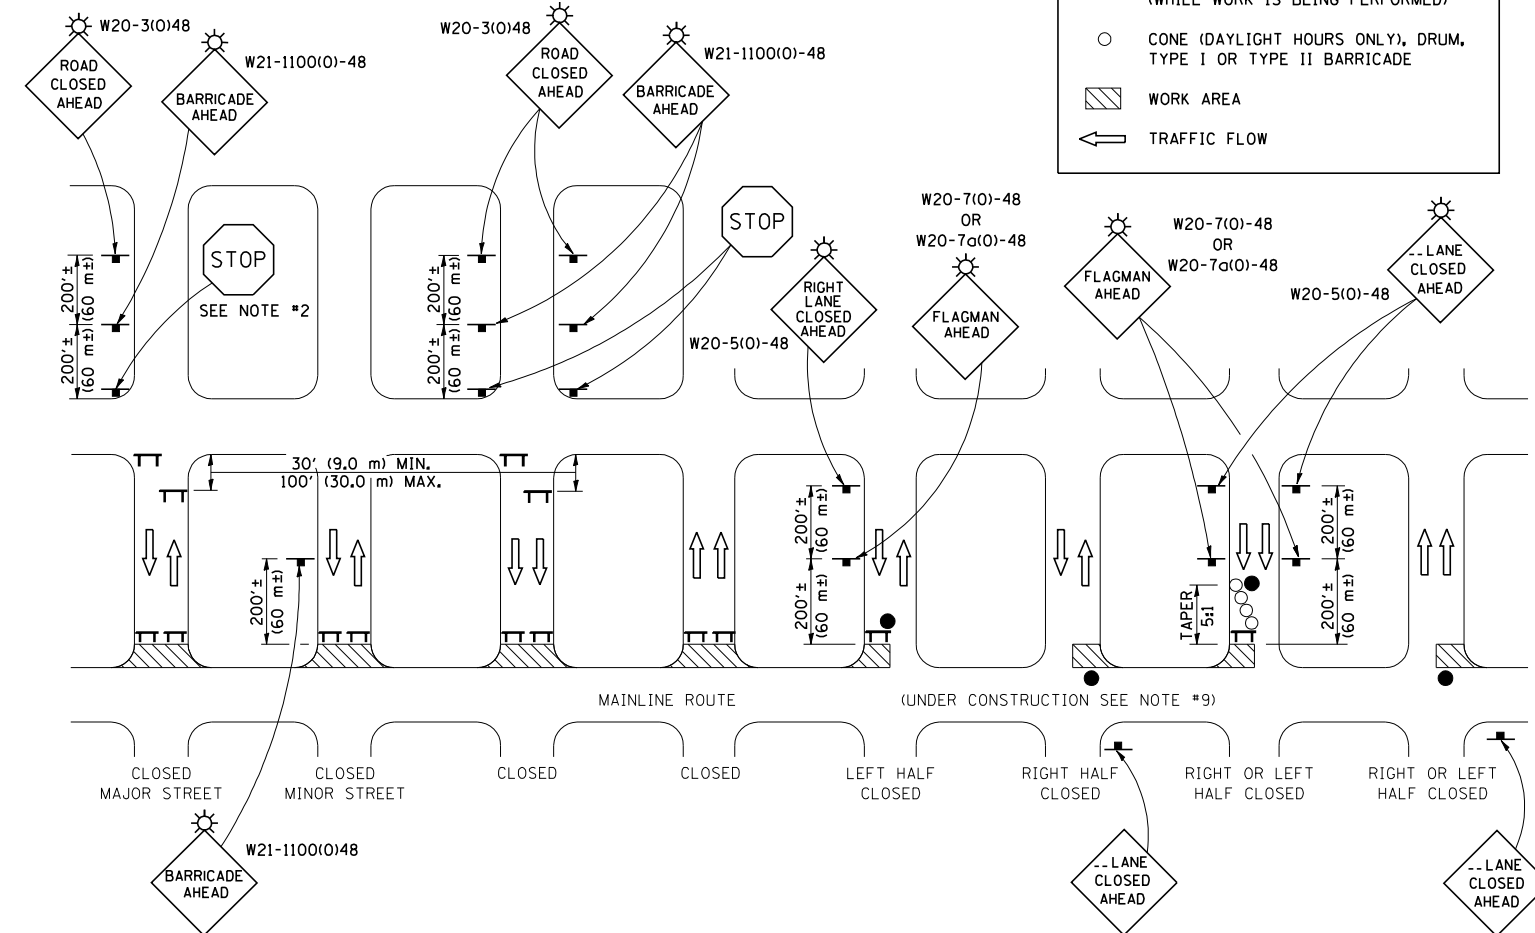 (WHILE WORK IS BEING PERFORMED)
CONE (DAYLIGHT HOURS ONLY), DRUM,
TYPE I OR TYPE II BARRICADE
WORK AREA
TRAFFIC FLOW
W20-3(0)48
ROAD
CLOSED
AHEAD
W21-1100(0)-48
BARRICADE
AHEAD
W20-3(0)48
ROAD
CLOSED
AHEAD
W21-1100(0)-48
BARRICADE
AHEAD
STOP
SEE NOTE #2
STOP
200'±
(60 m±)
200'±
(60 m±)
200'±
(60 m±)
200'±
(60 m±)
RIGHT
LANE
CLOSED
AHEAD
W20-5(0)-48
W20-7(0)-48
OR
W20-7a(0)-48
FLAGMAN
AHEAD
FLAGMAN
AHEAD
W20-7(0)-48
OR
W20-7a(0)-48
W20-5(0)-48
--LANE
CLOSED
AHEAD
30' (9.0 m) MIN.
100' (30.0 m) MAX.
200'±
(60 m±)
200'±
(60 m±)
200'±
(60 m±)
TAPER
5:1
200'±
(60 m±)
200'±
(60 m±)
MAINLINE ROUTE
(UNDER CONSTRUCTION SEE NOTE #9)
CLOSED
MAJOR STREET
CLOSED
MINOR STREET
CLOSED
CLOSED
LEFT HALF
CLOSED
RIGHT HALF
CLOSED
RIGHT OR LEFT
HALF CLOSED
RIGHT OR LEFT
HALF CLOSED
W21-1100(0)48
BARRICADE
AHEAD
--LANE
CLOSED
AHEAD
--LANE
CLOSED
AHEAD